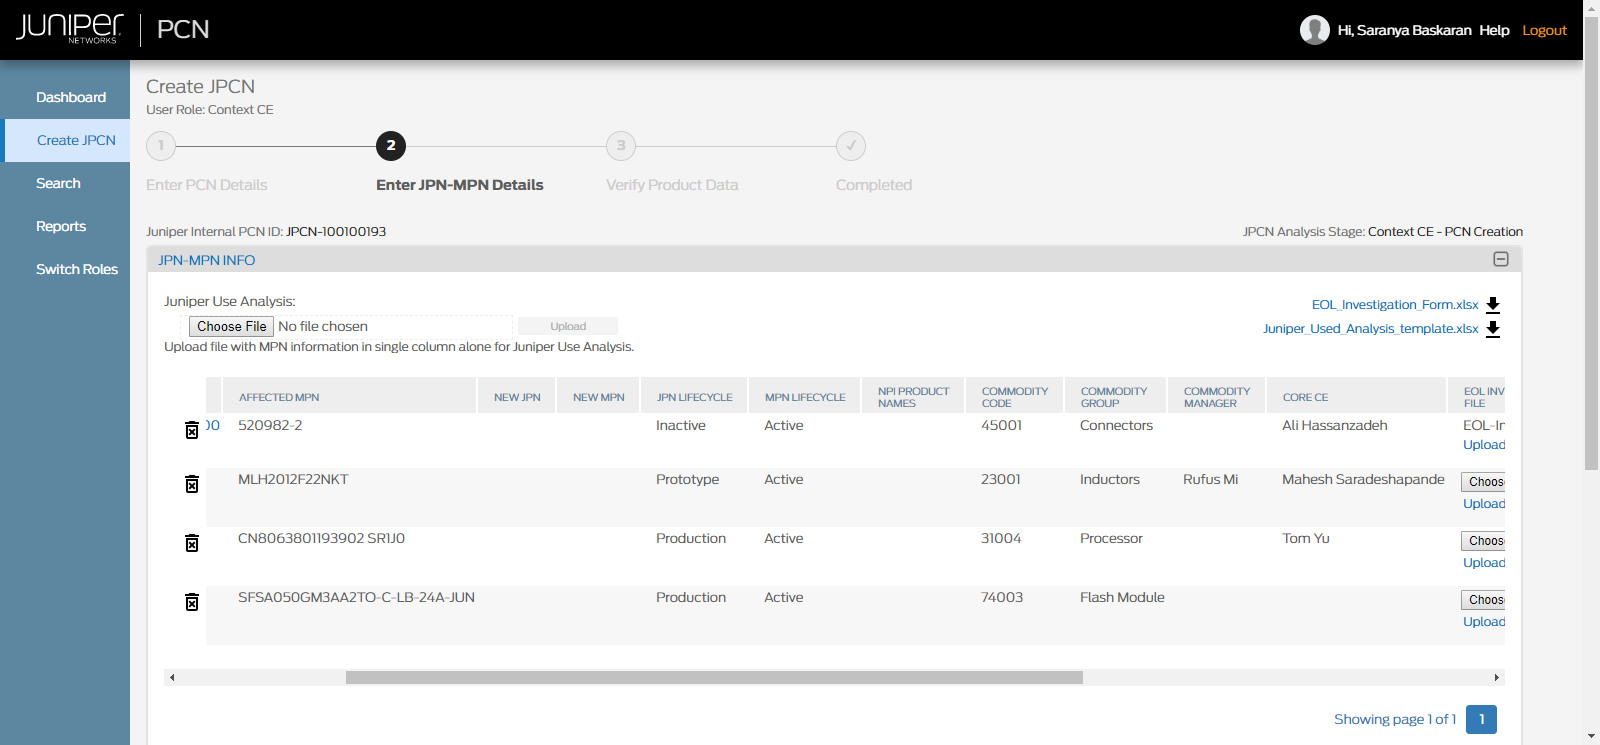 JUNIPER NETWORKS PCN Hi, Saranya Baskaran Help Logout
Dashboard
Create JPCN
Search
Reports
Switch Roles
Create JPCN
User Role: Context CE
1 2 3 ✓
Enter PCN Details Enter JPN-MPN Details Verify Product Data Completed
Juniper Internal PCN ID: JPCN-100100193 JPCN Analysis Stage: Context CE - PCN Creation
JPN-MPN INFO
Juniper Use Analysis: EOL_Investigation_Form.xlsx
Choose File No file chosen Upload Juniper_Used_Analysis_template.xlsx
Upload file with MPN information in single column alone for Juniper Use Analysis.
AFFECTED MPN NEW JPN NEW MPN JPN LIFECYCLE MPN LIFECYCLE NPI PRODUCT NAMES COMMODITY CODE COMMODITY GROUP COMMODITY MANAGER CORE CE EOL INV FILE
00 520982-2 Inactive Active 45001 Connectors Ali Hassanzadeh EOL-In
Upload
MLH2012F22NKT Prototype Active 23001 Inductors Rufus Mi Mahesh Saradeshapande Choos
Upload
CN8063801193902 SR1J0 Production Active 31004 Processor Tom Yu Choos
Upload
SFSA050GM3AA2TO-C-LB-24A-JUN Production Active 74003 Flash Module Choos
Upload
Showing page 1 of 1 1